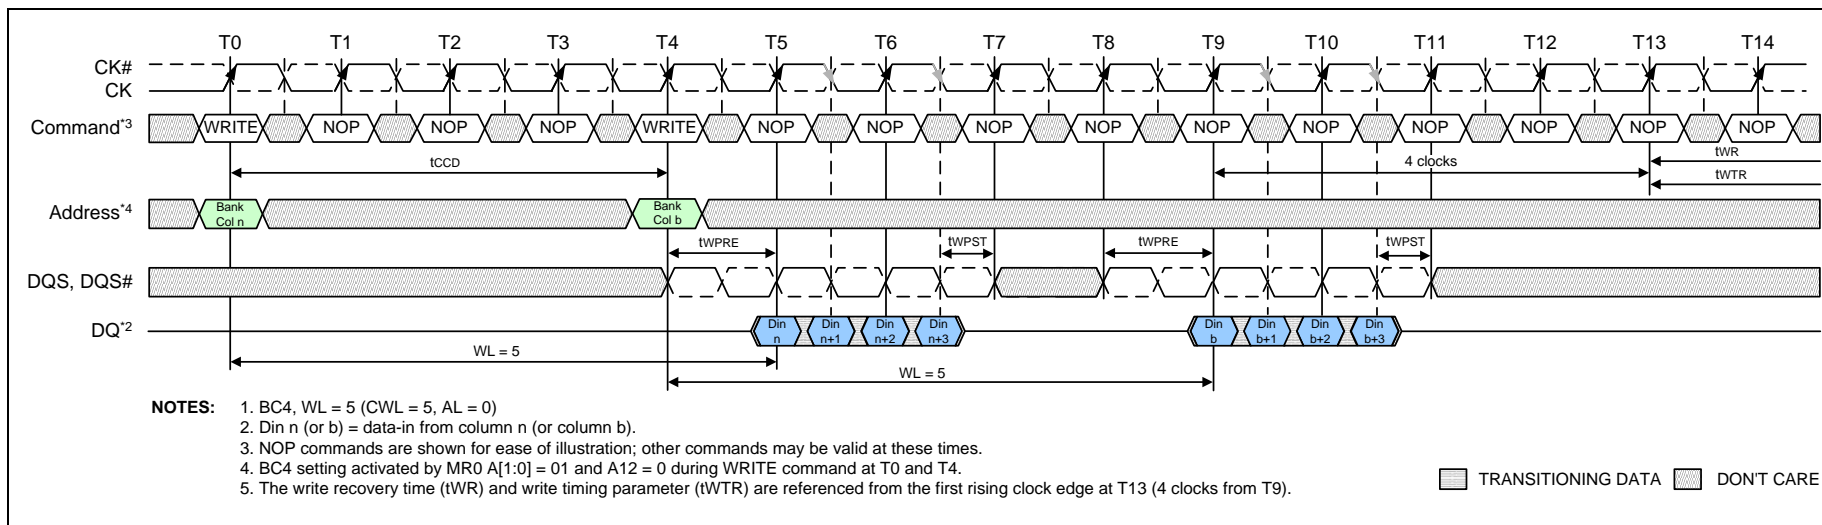 T0 T1 T2 T3 T4 T5 T6 T7 T8 T9 T10 T11 T12 T13 T14
CK#
CK
Command*3 WRITE NOP NOP NOP WRITE NOP NOP NOP NOP NOP NOP NOP NOP NOP NOP
tCCD 4 clocks tWR
tWTR
Address*4 Bank Col n Bank Col b
tWPRE tWPST tWPRE tWPST
DQS, DQS#
DQ*2 Din n Din n+1 Din n+2 Din n+3 Din b Din b+1 Din b+2 Din b+3
WL = 5
WL = 5
NOTES: 1. BC4, WL = 5 (CWL = 5, AL = 0)
2. Din n (or b) = data-in from column n (or column b).
3. NOP commands are shown for ease of illustration; other commands may be valid at these times.
4. BC4 setting activated by MR0 A[1:0] = 01 and A12 = 0 during WRITE command at T0 and T4.
5. The write recovery time (tWR) and write timing parameter (tWTR) are referenced from the first rising clock edge at T13 (4 clocks from T9).
TRANSITIONING DATA DON'T CARE